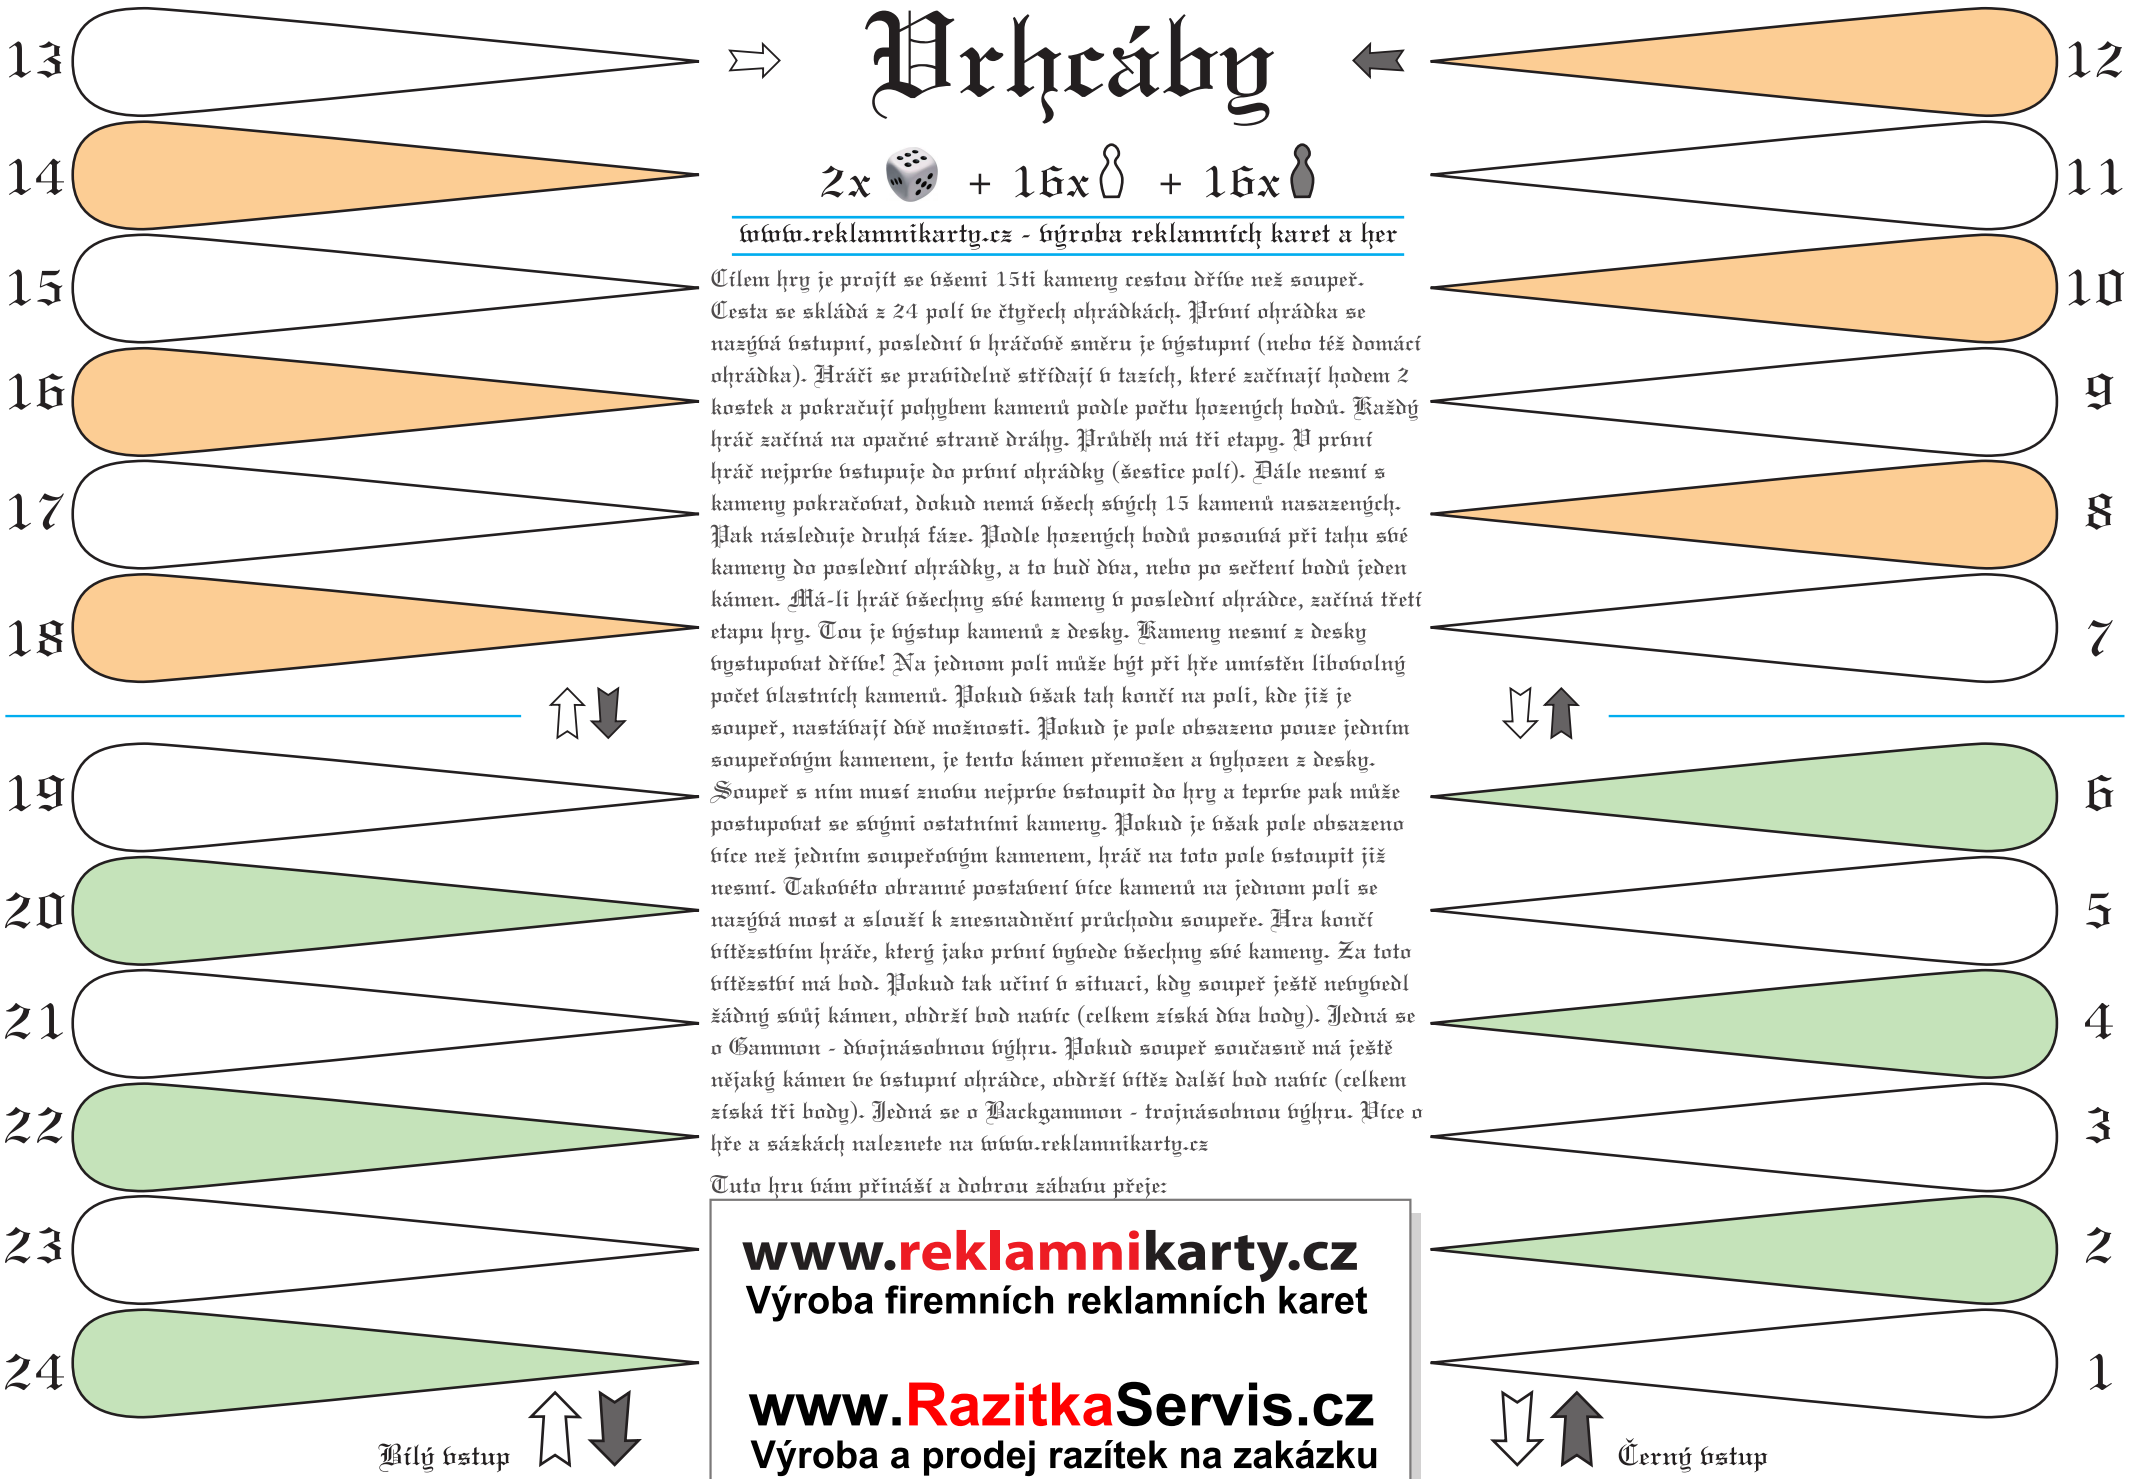 Vrhcáby
2x + 16x + 16x
www.reklamnikarty.cz - výroba reklamních karet a her
Cílem hry je projít se všemi 15ti kameny cestou dříve než soupeř.
Cesta se skládá z 24 polí ve čtyřech ohrádkách. První ohrádka se
nazývá vstupní, poslední v hráčově směru je výstupní (nebo též domácí
ohrádka). Hráči se pravidelně střídají v tazích, které začínají hodem 2
kostek a pokračují pohybem kamenů podle počtu hozených bodů. Každý
hráč začíná na opačné straně dráhy. Průběh má tři etapy. V první
hráč nejprve vstupuje do první ohrádky (šestice polí). Dále nesmí s
kameny pokračovat, dokud nemá všech svých 15 kamenů nasazených.
Pak následuje druhá fáze. Podle hozených bodů posouvá při tahu své
kameny do poslední ohrádky, a to buď dva, nebo po sečtení bodů jeden
kámen. Má-li hráč všechny své kameny v poslední ohrádce, začíná třetí
etapu hry. Tou je výstup kamenů z desky. Kameny nesmí z desky
vystupovat dříve! Na jednom poli může být při hře umístěn libovolný
počet vlastních kamenů. Pokud však tah končí na poli, kde již je
soupeř, nastávají dvě možnosti. Pokud je pole obsazeno pouze jedním
soupeřovým kamenem, je tento kámen přemožen a vyhozen z desky.
Soupeř s ním musí znovu nejprve vstoupit do hry a teprve pak může
postupovat se svými ostatními kameny. Pokud je však pole obsazeno
více než jedním soupeřovým kamenem, hráč na toto pole vstoupit již
nesmí. Takovéto obranné postavení více kamenů na jednom poli se
nazývá most a slouží k znesnadnění průchodu soupeře. Hra končí
vítězstvím hráče, který jako první vyvede všechny své kameny. Za toto
vítězství má bod. Pokud tak učiní v situaci, kdy soupeř ještě nevyvedl
žádný svůj kámen, obdrží bod navíc (celkem získá dva body). Jedná se
o Gammon - dvojnásobnou výhru. Pokud soupeř současně má ještě
nějaký kámen ve vstupní ohrádce, obdrží vítěz další bod navíc (celkem
získá tři body). Jedná se o Backgammon - trojnásobnou výhru. Více o
hře a sázkách naleznete na www.reklamnikarty.cz
Tuto hru vám přináší a dobrou zábavu přeje:
www.reklamnikarty.cz
Výroba firemních reklamních karet
www.RazitkaServis.cz
Výroba a prodej razítek na zakázku
13
14
15
16
17
18
19
20
21
22
23
24
Bílý vstup
12
11
10
9
8
7
6
5
4
3
2
1
Černý vstup